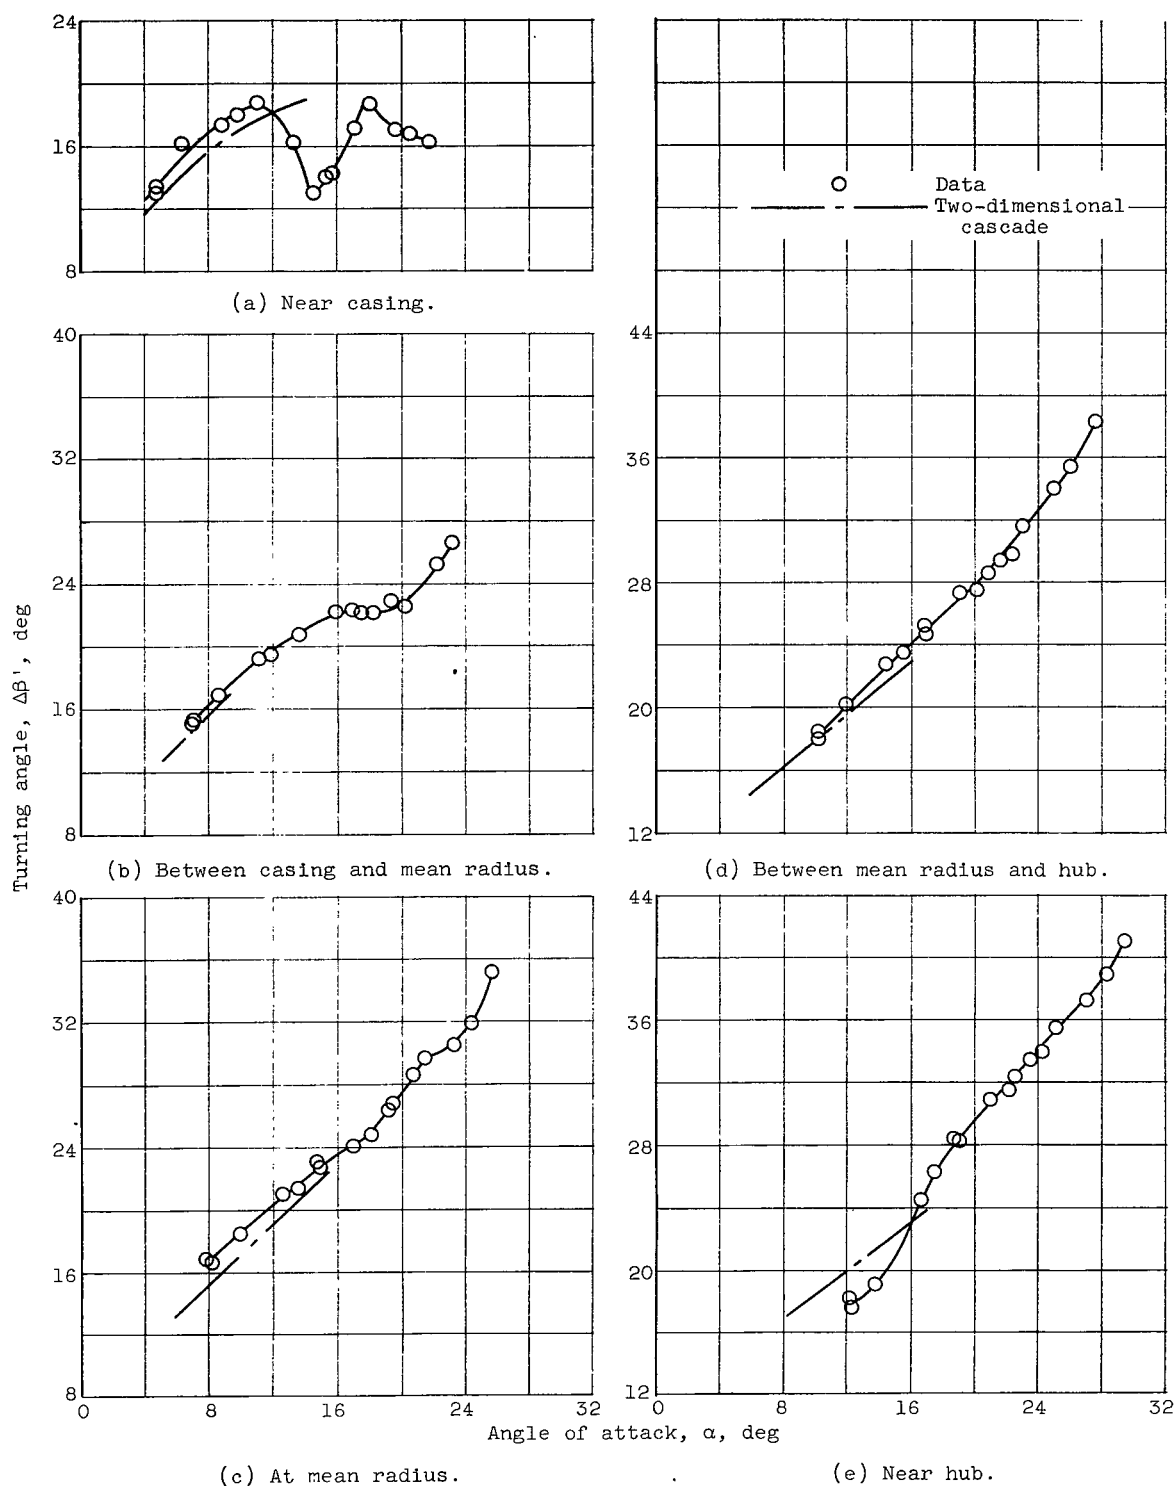 24
16
8
(a) Near casing.
Data
Two-dimensional
cascade
40
32
24
16
8
(b) Between casing and mean radius.
44
36
28
20
12
(d) Between mean radius and hub.
Turning angle, Δβ', deg
40
32
24
16
8
0 8 16 24 32
(c) At mean radius.
44
36
28
20
12
0 8 16 24 32
Angle of attack, α, deg
(e) Near hub.